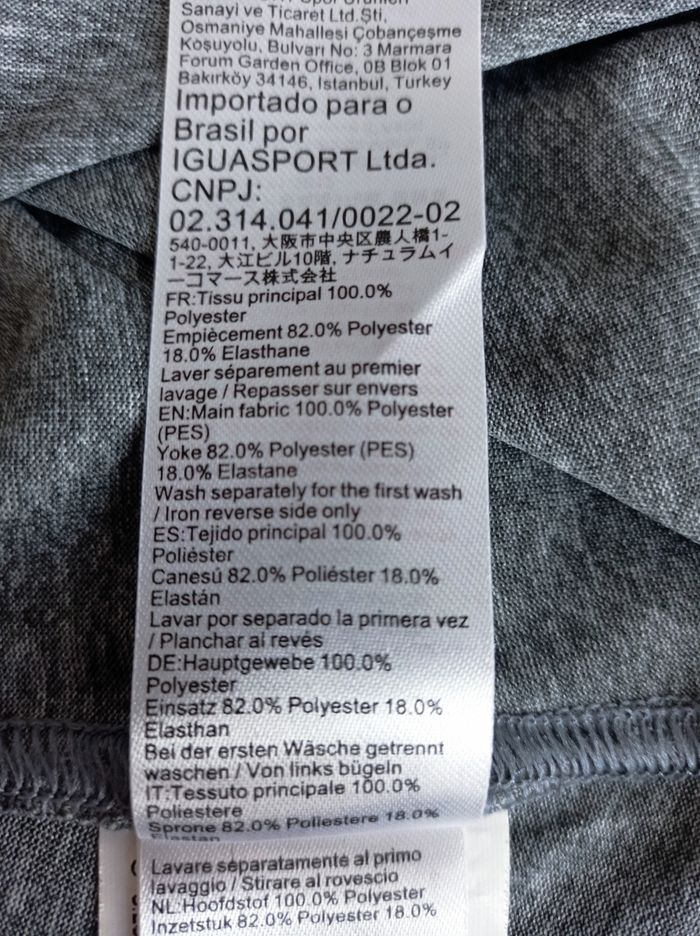 Spor Ürünleri
Sanayi ve Ticaret Ltd.Şti.
Osmaniye Mahallesi Çobançeşme
Koşuyolu, Bulvarı No: 3 Marmara
Forum Garden Office, 0B Blok 01
Bakırköy 34146, Istanbul, Turkey
Importado para o
Brasil por
IGUASPORT Ltda.
CNPJ:
02.314.041/0022-02
540-0011, 大阪市中央区農人橋1-
1-22, 大江ビル10階, ナチュラムイ
ーコマース株式会社
FR:Tissu principal 100.0%
Polyester
Empiècement 82.0% Polyester
18.0% Elasthane
Laver séparement au premier
lavage / Repasser sur envers
EN:Main fabric 100.0% Polyester
(PES)
Yoke 82.0% Polyester (PES)
18.0% Elastane
Wash separately for the first wash
/ Iron reverse side only
ES:Tejido principal 100.0%
Poliéster
Canesú 82.0% Poliéster 18.0%
Elastán
Lavar por separado la primera vez
/ Planchar al revés
DE:Hauptgewebe 100.0%
Polyester
Einsatz 82.0% Polyester 18.0%
Elasthan
Bei der ersten Wäsche getrennt
waschen / Von links bügeln
IT:Tessuto principale 100.0%
Poliestere
Sprone 82.0% Poliestere 18.0%
Elastan
Lavare separatamente al primo
lavaggio / Stirare al rovescio
NL:Hoofdstof 100.0% Polyester
Inzetstuk 82.0% Polyester 18.0%